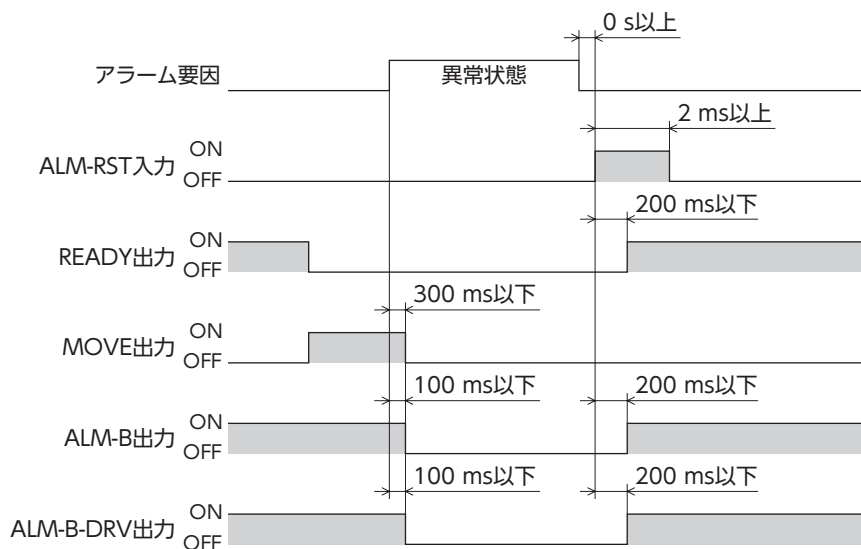 0 s以上
アラーム要因
異常状態
2 ms以上
ALM-RST入力
ON
OFF
200 ms以下
READY出力
ON
OFF
300 ms以下
MOVE出力
ON
OFF
100 ms以下
200 ms以下
ALM-B出力
ON
OFF
100 ms以下
200 ms以下
ALM-B-DRV出力
ON
OFF